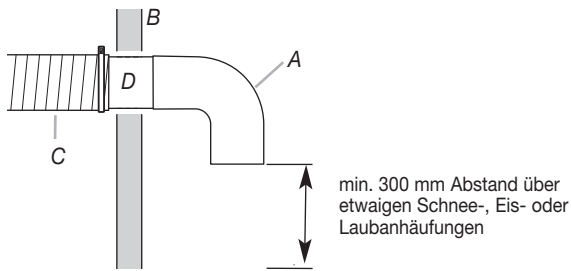 B
A
D
C
min. 300 mm Abstand über
etwaigen Schnee-, Eis- oder
Laubanhäufungen